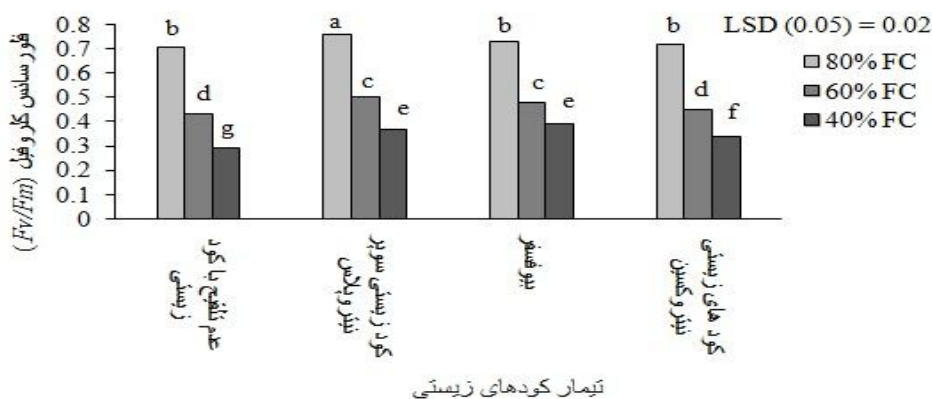 LSD (0.05) = 0.02
80% FC
60% FC
40% FC
فلورسانس کلروفیل (Fv/Fm)
0.8
0.7
0.6
0.5
0.4
0.3
0.2
0.1
0
b
d
g
a
c
e
b
c
e
b
d
f
عدم تلقیح با کود
زیستی
کود زیستی سوپر
نیتروپلاس
بیوفسفر
کود های زیستی
نیتروکسین
تیمار کودهای زیستی